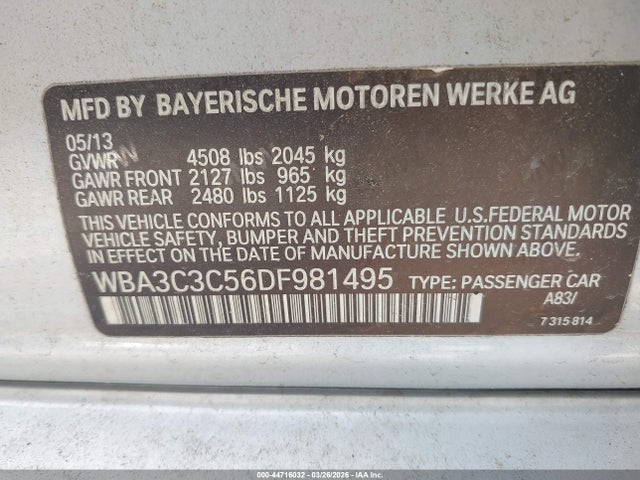 MFD BY BAYERISCHE MOTOREN WERKE AG
05/13
GVWR 4508 lbs 2045 kg
GAWR FRONT 2127 lbs 965 kg
GAWR REAR 2480 lbs 1125 kg
THIS VEHICLE CONFORMS TO ALL APPLICABLE U.S.FEDERAL MOTOR
VEHICLE SAFETY, BUMPER AND THEFT PREVENTION STANDARDS
IN EFFECT ON THE DATE OF MANUFACTURE SHOWN ABOVE.
WBA3C3C56DF981495 TYPE: PASSENGER CAR
A83/
7 315 814
000-44716032 03/26/2026 COPART